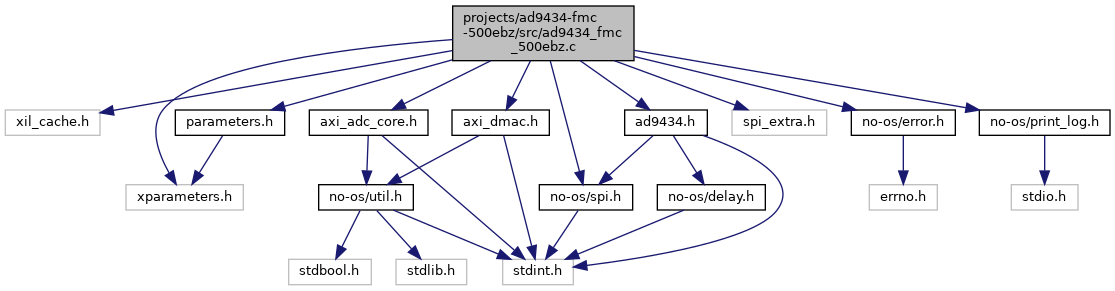 projects/ad9434-fmc
-500ebz/src/ad9434_fmc
_500ebz.c
xil_cache.h
parameters.h
axi_adc_core.h
axi_dmac.h
ad9434.h
spi_extra.h
no-os/error.h
no-os/print_log.h
xparameters.h
no-os/util.h
no-os/spi.h
no-os/delay.h
errno.h
stdio.h
stdbool.h
stdlib.h
stdint.h